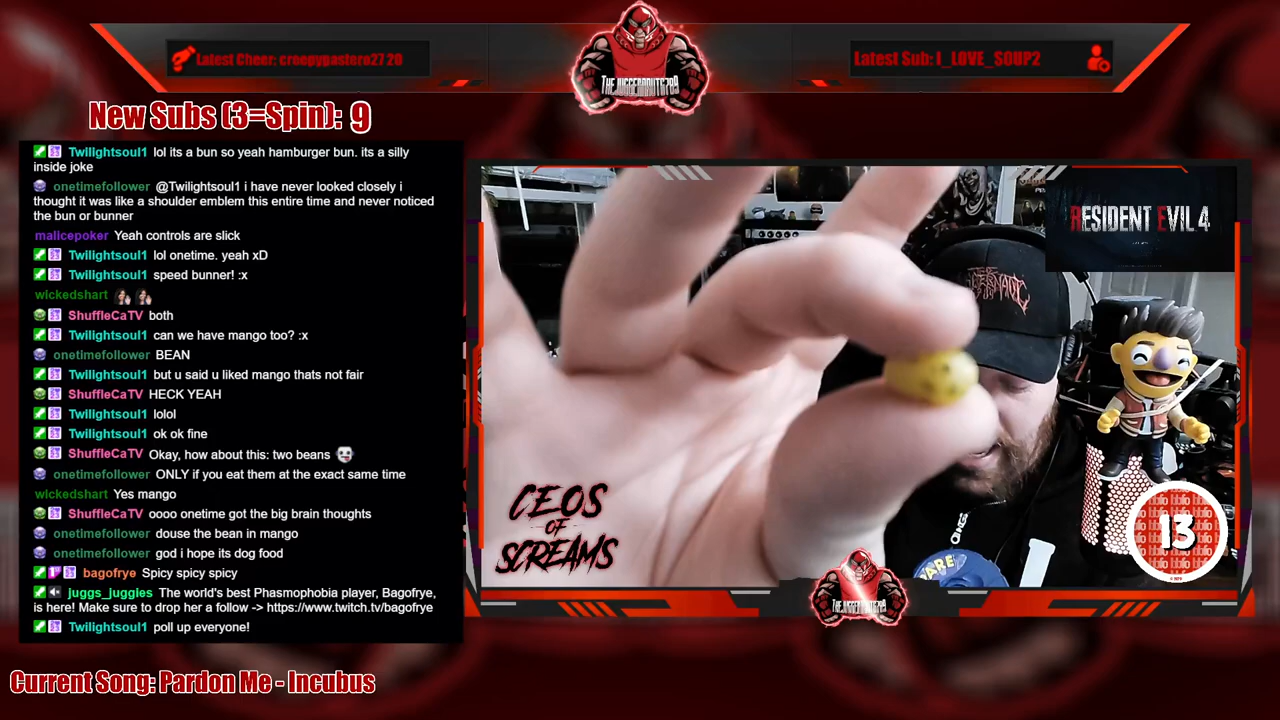 Latest Cheer: creepygastero27 20
THEJUGGERNAUT6789
Latest Sub: I_LOVE_SOUP2
New Subs (3=Spin): 9
Twilightsoul1 lol its a bun so yeah hamburger bun. its a silly
inside joke
onetimefollower @Twilightsoul1 i have never looked closely i
thought it was like a shoulder emblem this entire time and never noticed
the bun or bunner
malicepoker Yeah controls are slick
Twilightsoul1 lol onetime. yeah xD
Twilightsoul1 speed bunner! :x
wickedshart
ShuffleCaTV both
Twilightsoul1 can we have mango too? :x
onetimefollower BEAN
Twilightsoul1 but u said u liked mango thats not fair
ShuffleCaTV HECK YEAH
Twilightsoul1 lolol
Twilightsoul1 ok ok fine
ShuffleCaTV Okay, how about this: two beans
onetimefollower ONLY if you eat them at the exact same time
wickedshart Yes mango
ShuffleCaTV oooo onetime got the big brain thoughts
onetimefollower douse the bean in mango
onetimefollower god i hope its dog food
bagofrye Spicy spicy spicy
juggs_juggies The world's best Phasmophobia player, Bagofrye,
is here! Make sure to drop her a follow -> https://www.twitch.tv/bagofrye
Twilightsoul1 poll up everyone!
RESIDENT EVIL 4
CEOS
OF
SCREAMS
13
Current Song: Pardon Me - Incubus